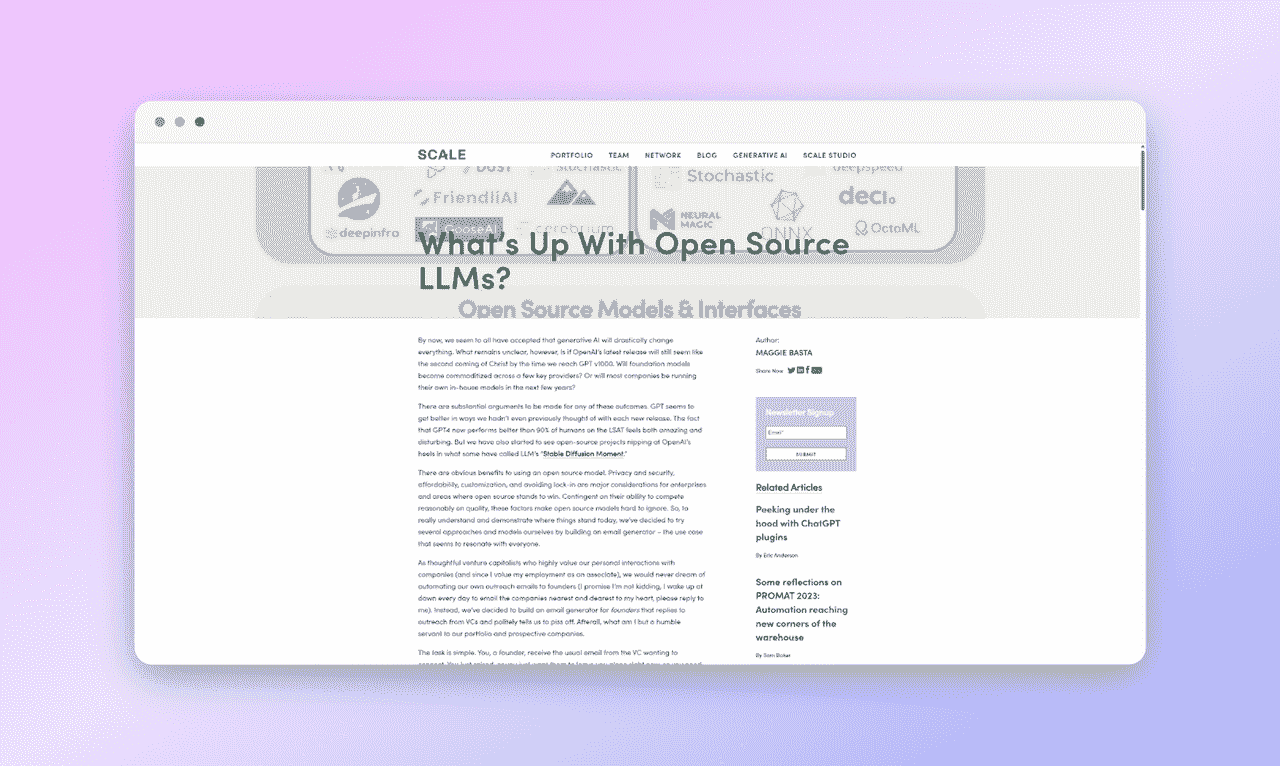 SCALE
PORTFOLIO TEAM NETWORK BLOG GENERATIVE AI SCALE STUDIO
Stochastic
FriendliAI
deci.
NEURAL
MAGIC
deepinfra
GooseAI
cerebrium
ONNX
OctoML
What's Up With Open Source
LLMs?
Open Source Models & Interfaces
By now, we seem to all have accepted that generative AI will drastically change
everything. What remains unclear, however, is if OpenAI's latest release will still seem like
the second coming of Christ by the time we reach GPT v1000. Will foundation models
become commoditized across a few key providers? Or will most companies be running
their own in-house models in the next few years?
There are substantial arguments to be made for any of these outcomes. GPT seems to
get better in ways we hadn't even previously thought of with each new release. The fact
that GPT4 now performs better than 90% of humans on the LSAT feels both amazing and
disturbing. But we have also started to see open-source projects nipping at OpenAI's
heels in what some have called LLM's "Stable Diffusion Moment."
There are obvious benefits to using an open source model. Privacy and security,
affordability, customization, and avoiding lock-in are major considerations for enterprises
and areas where open source stands to win. Contingent on their ability to compete
reasonably on quality, these factors make open source models hard to ignore. So, to
really understand and demonstrate where things stand today, we've decided to try
several approaches and models ourselves by building an email generator – the use case
that seems to resonate with everyone.
As thoughtful venture capitalists who highly value our personal interactions with
companies (and since I value my employment as an associate), we would never dream of
automating our own outreach emails to founders (I promise I'm not kidding, I wake up at
dawn every day to email the companies nearest and dearest to my heart, please reply to
me). Instead, we've decided to build an email generator for founders that replies to
outreach from VCs and politely tells us to piss off. Afterall, what am I but a humble
servant to our portfolio and prospective companies.
The task is simple. You, a founder, receive the usual email from the VC wanting to
Author:
MAGGIE BASTA
Share Now
Newsletter Signup
Email*
SUBMIT
Related Articles
Peeking under the
hood with ChatGPT
plugins
By Eric Anderson
Some reflections on
PROMAT 2023:
Automation reaching
new corners of the
warehouse
By Sam Baker